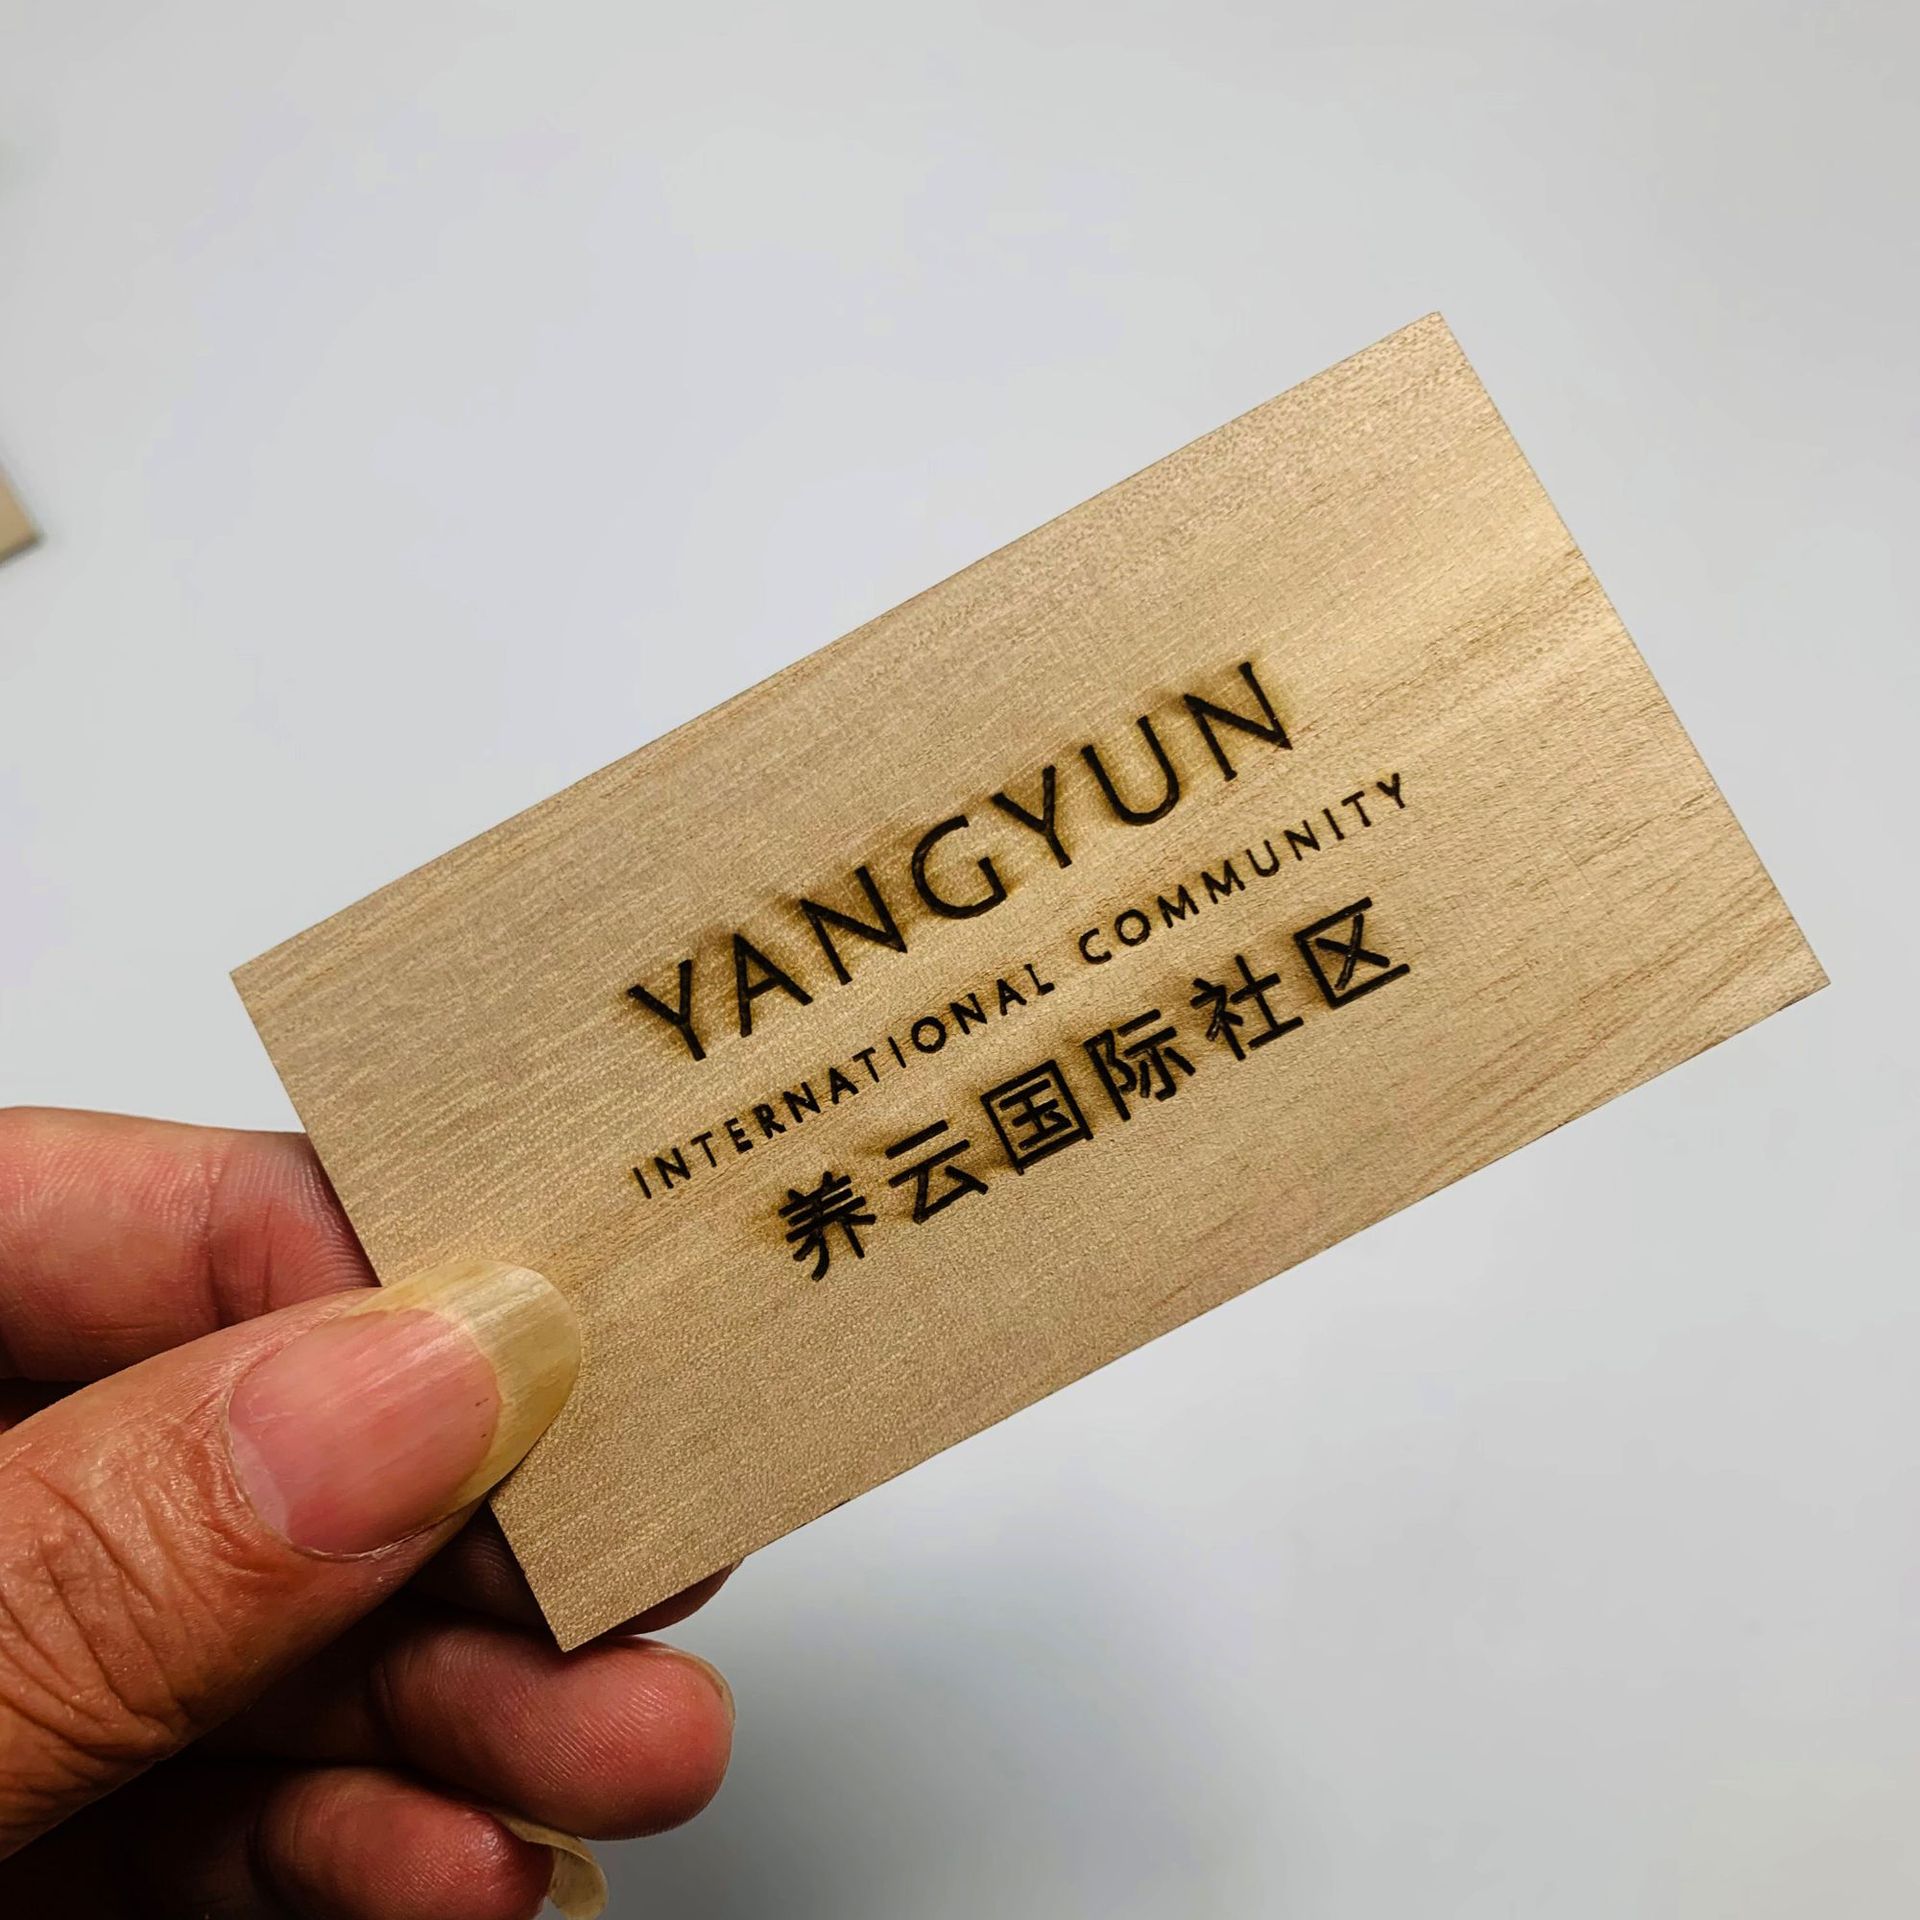 YANGYUN
INTERNATIONAL COMMUNITY
养云国际社区